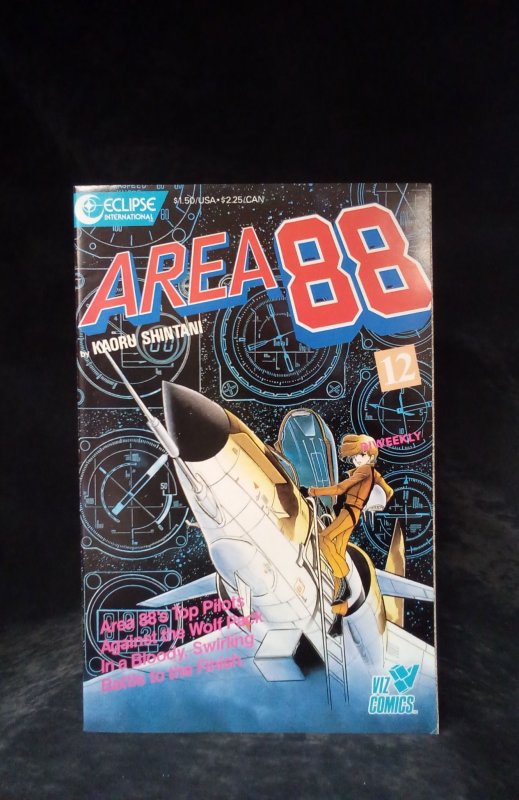 ECLIPSE
INTERNATIONAL
$1.50/USA • $2.25/CAN
AREA 88
by KAORU SHINTANI
12
BIWEEKLY
Area 88's Top Pilots
Against the Wolf Pack
In a Bloody, Swirling
Battle to the Finish.
VIZ
COMICS